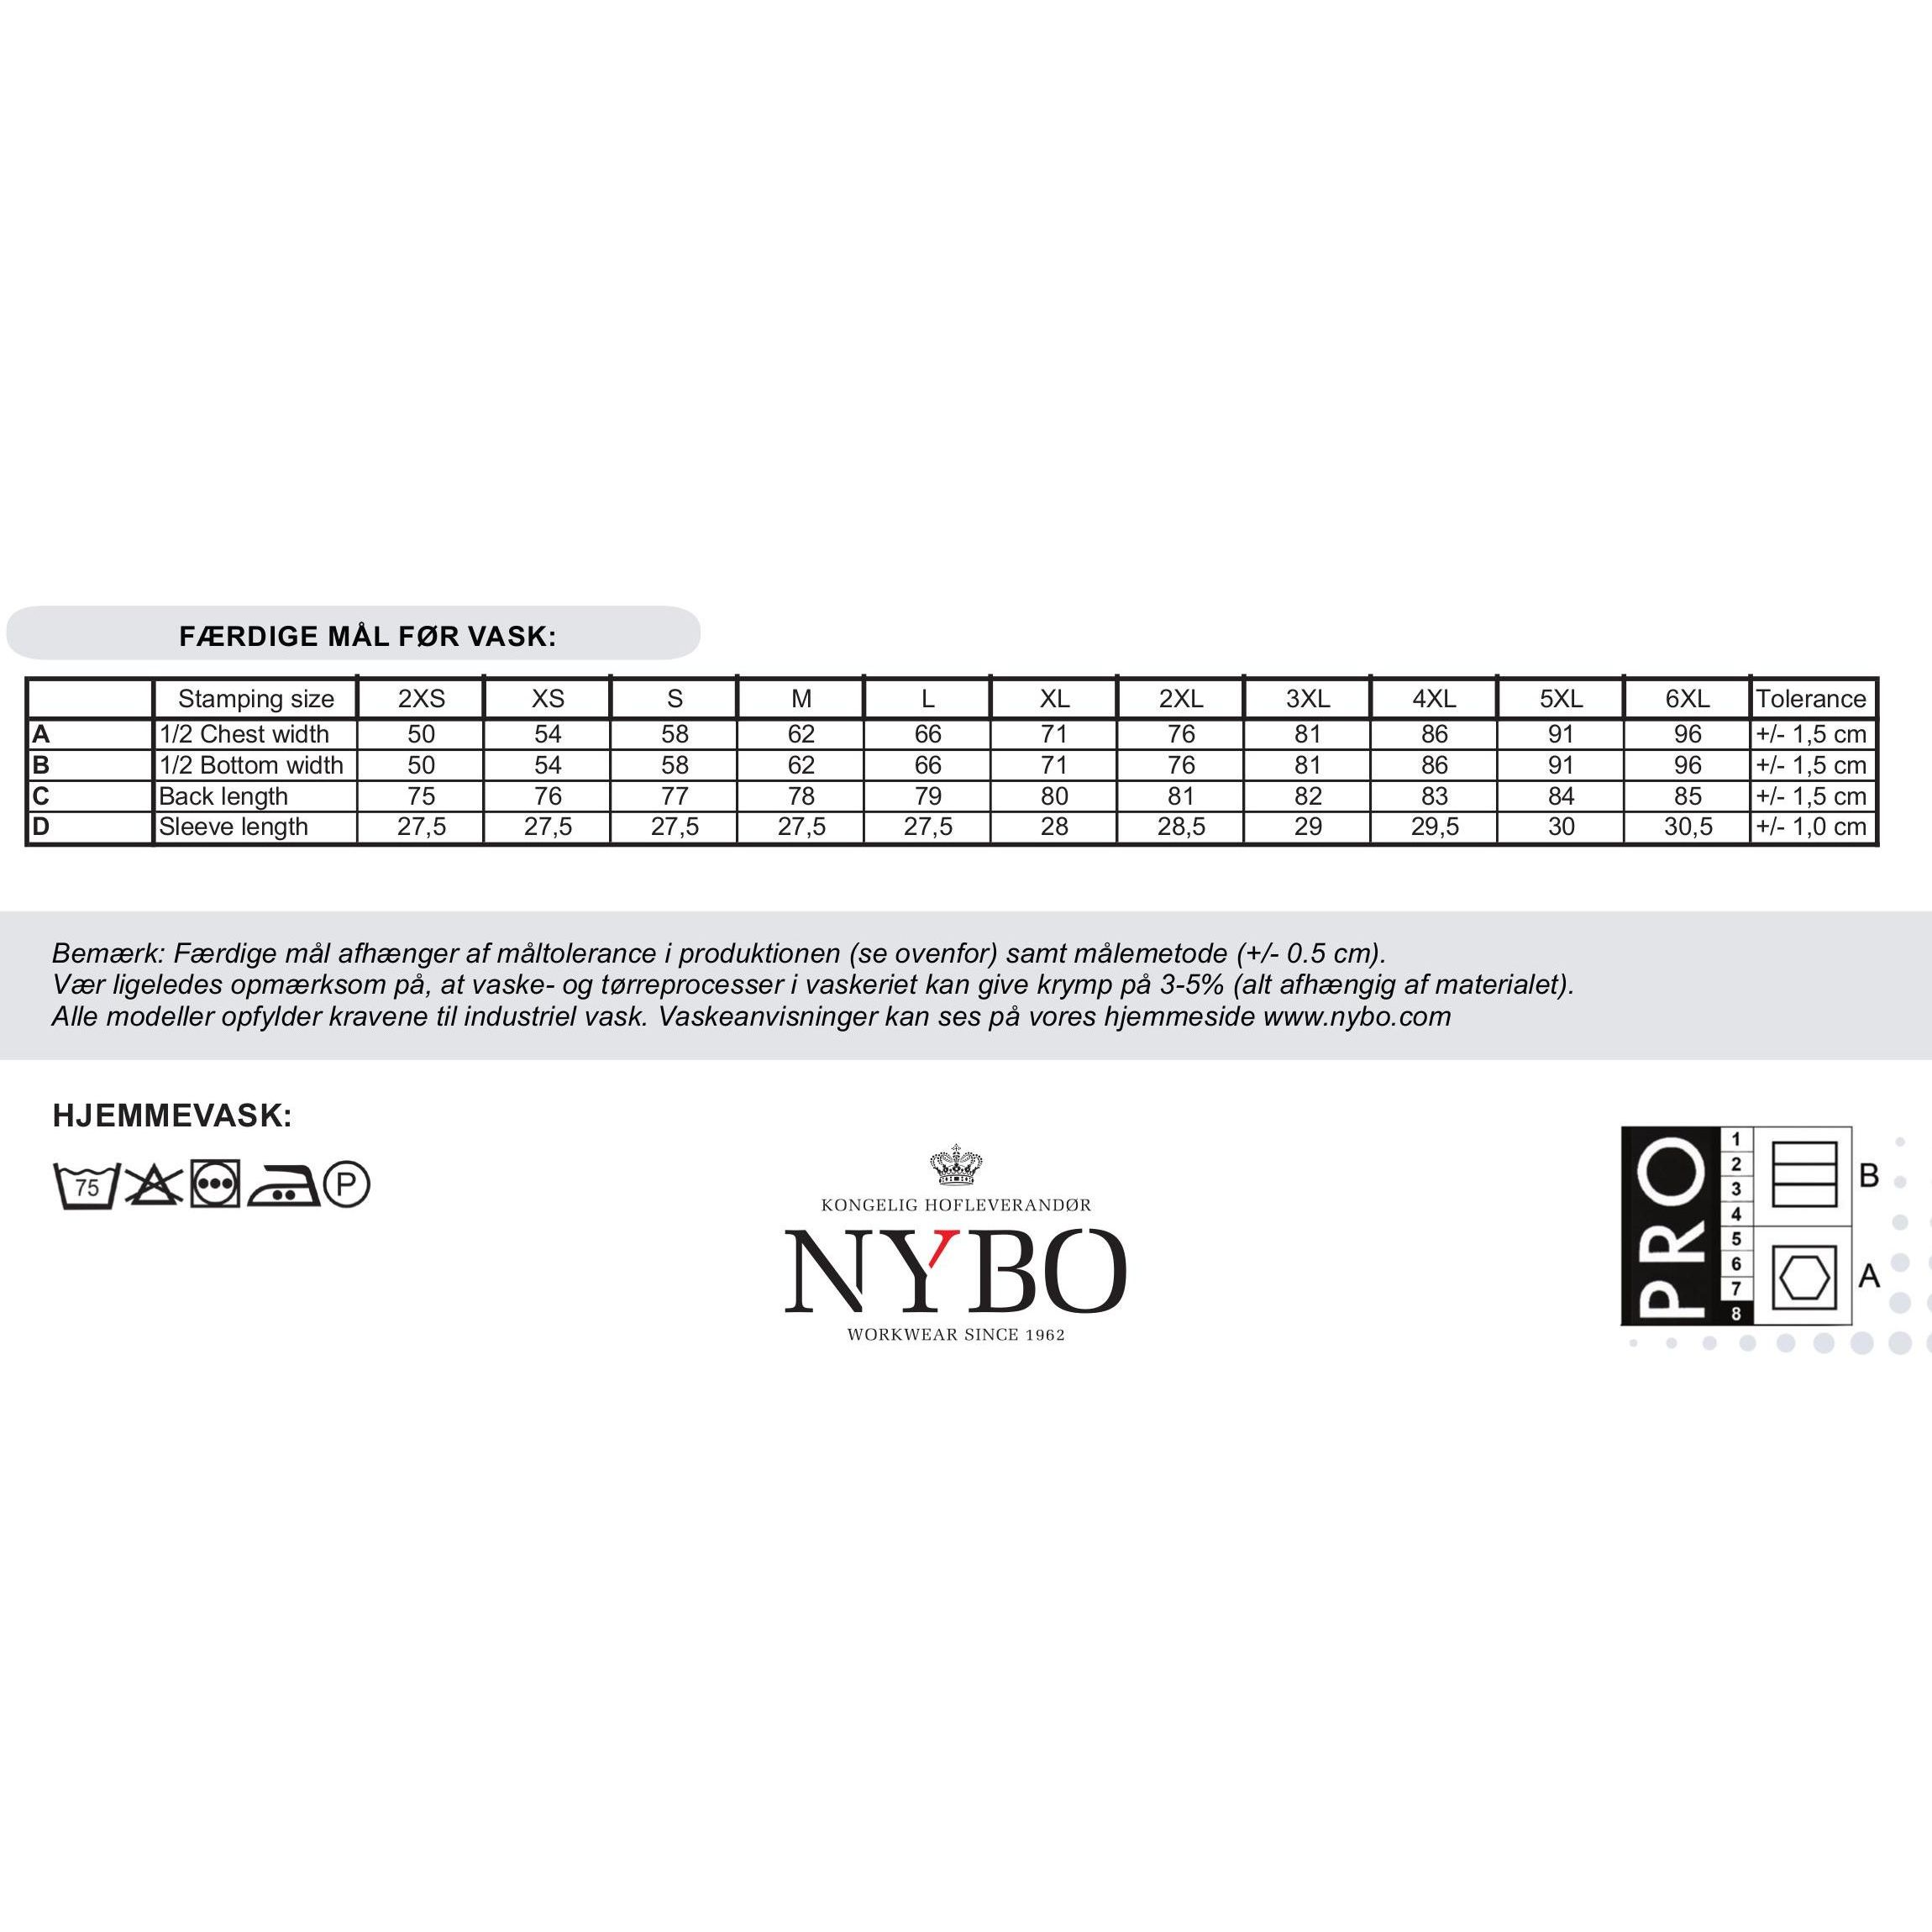 FÆRDIGE MÅL FØR VASK:
Stamping size 2XS XS S M L XL 2XL 3XL 4XL 5XL 6XL Tolerance
A 1/2 Chest width 50 54 58 62 66 71 76 81 86 91 96 +/- 1,5 cm
B 1/2 Bottom width 50 54 58 62 66 71 76 81 86 91 96 +/- 1,5 cm
C Back length 75 76 77 78 79 80 81 82 83 84 85 +/- 1,5 cm
D Sleeve length 27,5 27,5 27,5 27,5 27,5 28 28,5 29 29,5 30 30,5 +/- 1,0 cm
Bemærk: Færdige mål afhænger af måltolerance i produktionen (se ovenfor) samt målemetode (+/- 0.5 cm).
Vær ligeledes opmærksom på, at vaske- og tørreprocesser i vaskeriet kan give krymp på 3-5% (alt afhængig af materialet).
Alle modeller opfylder kravene til industriel vask. Vaskeanvisninger kan ses på vores hjemmeside www.nybo.com
HJEMMEVASK:
75 P
KONGELIG HOFLEVERANDØR
NYBO
WORKWEAR SINCE 1962
PRO
1
2
3
4
5
6
7
8
B
A